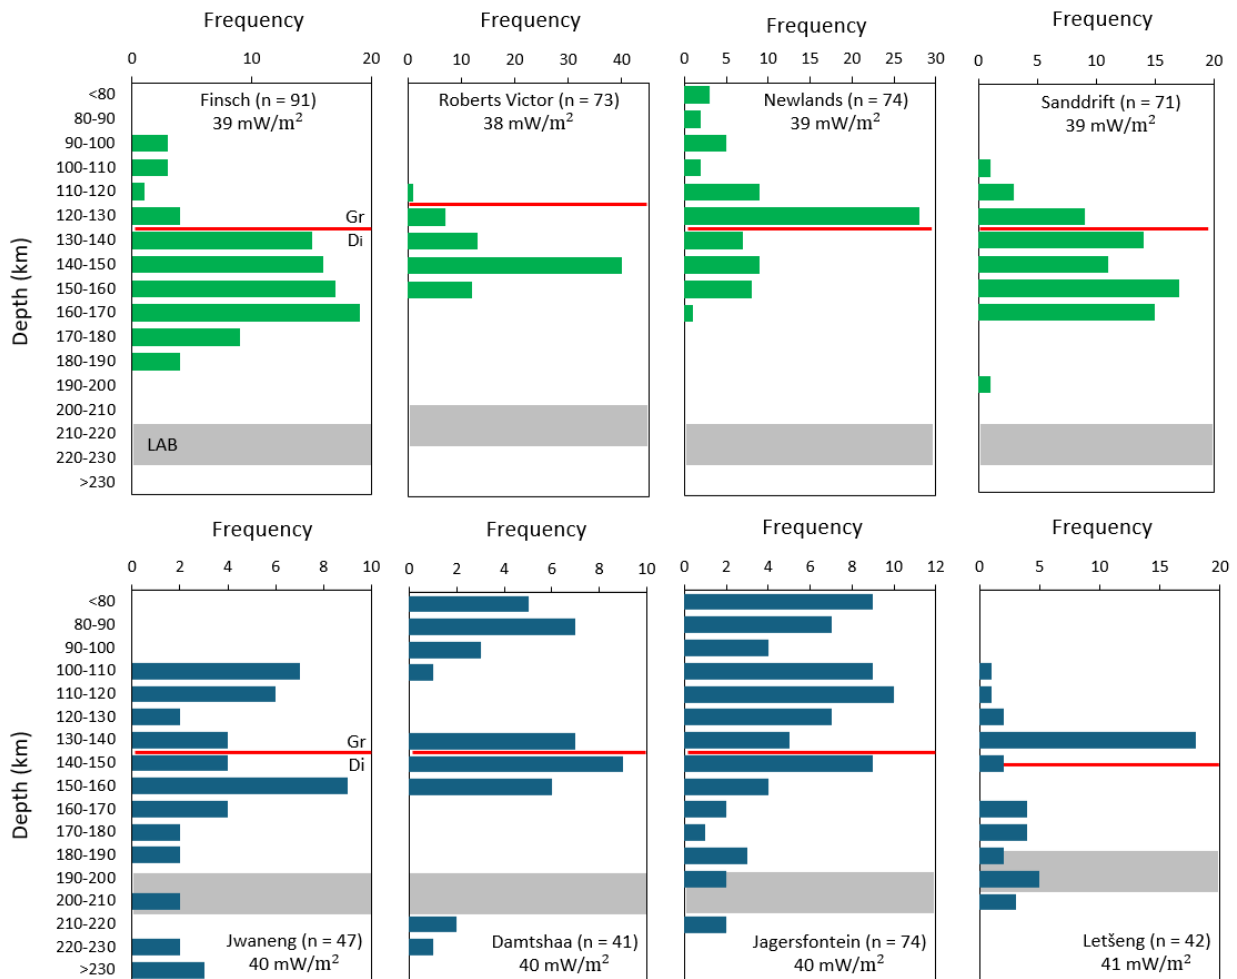 Frequency
Frequency
Frequency
Frequency
0 10 20
0 10 20 30 40
0 5 10 15 20 25 30
0 5 10 15 20
Depth (km)
<80
80-90
90-100
100-110
110-120
120-130
130-140
140-150
150-160
160-170
170-180
180-190
190-200
200-210
210-220
220-230
>230
Finsch (n = 91)
39 mW/m²
Gr
Di
LAB
Roberts Victor (n = 73)
38 mW/m²
Newlands (n = 74)
39 mW/m²
Sanddrift (n = 71)
39 mW/m²
Frequency
Frequency
Frequency
Frequency
0 2 4 6 8 10
0 2 4 6 8 10
0 2 4 6 8 10 12
0 5 10 15 20
Depth (km)
<80
80-90
90-100
100-110
110-120
120-130
130-140
140-150
150-160
160-170
170-180
180-190
190-200
200-210
210-220
220-230
>230
Gr
Di
Jwaneng (n = 47)
40 mW/m²
Damtshaa (n = 41)
40 mW/m²
Jagersfontein (n = 74)
40 mW/m²
Letšeng (n = 42)
41 mW/m²